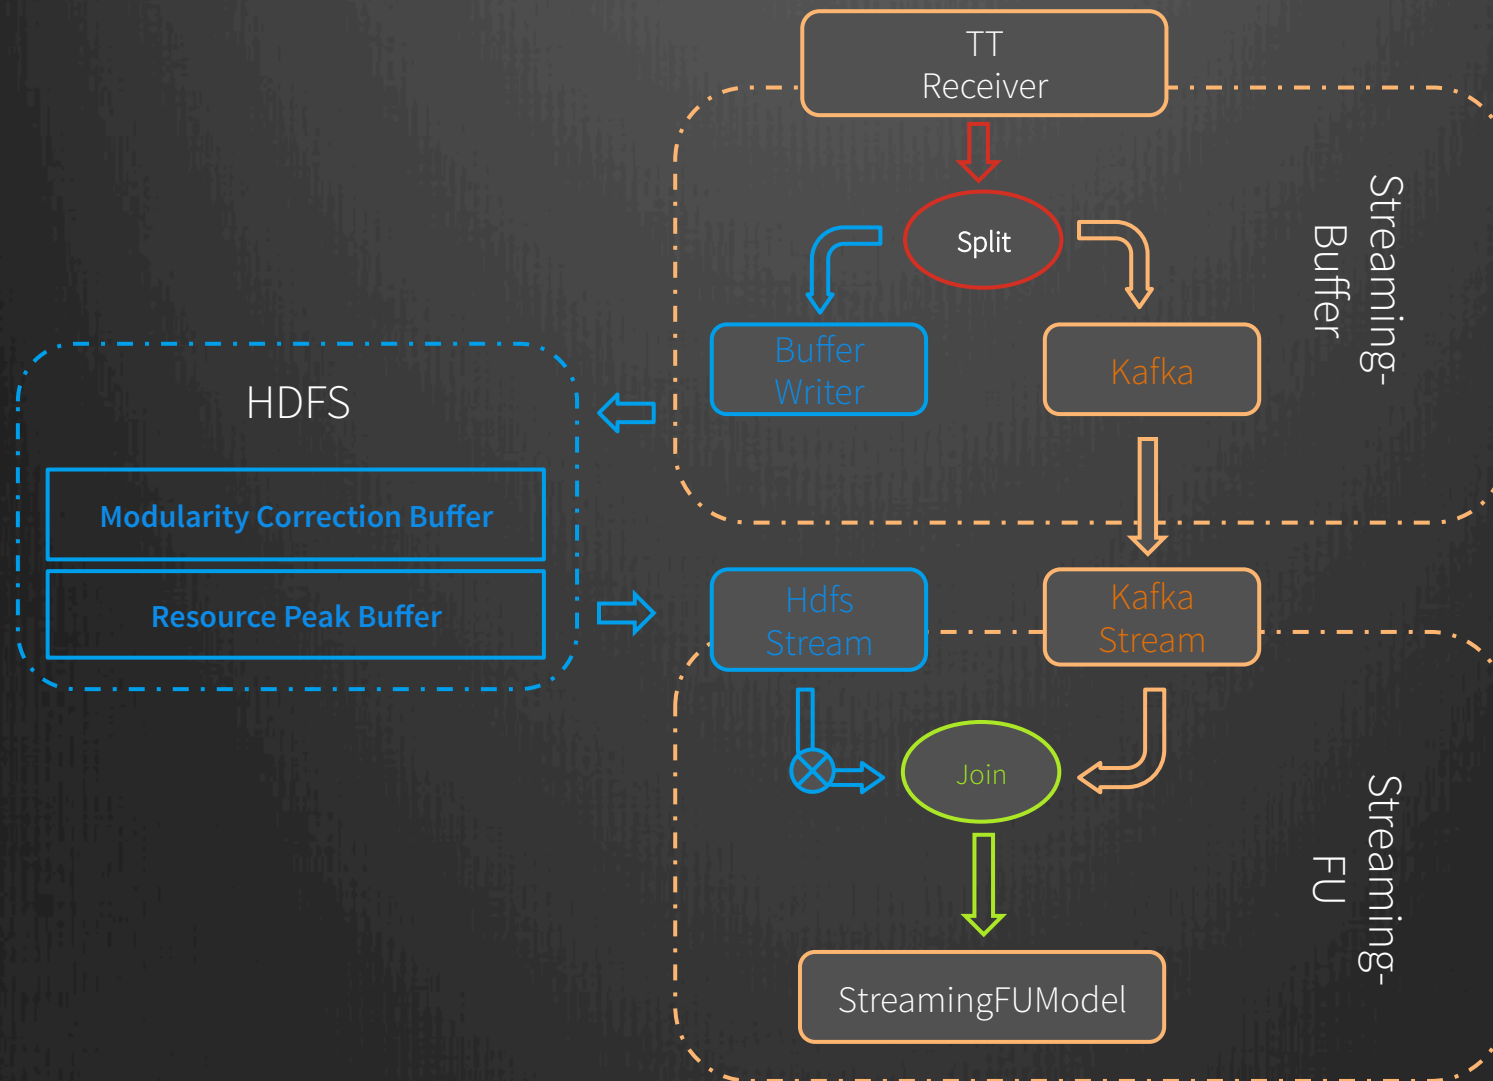 TT
Receiver
Split
Streaming-
Buffer
Buffer
Writer
Kafka
HDFS
Modularity Correction Buffer
Resource Peak Buffer
Hdfs
Stream
Kafka
Stream
Join
Streaming-
FU
StreamingFUModel